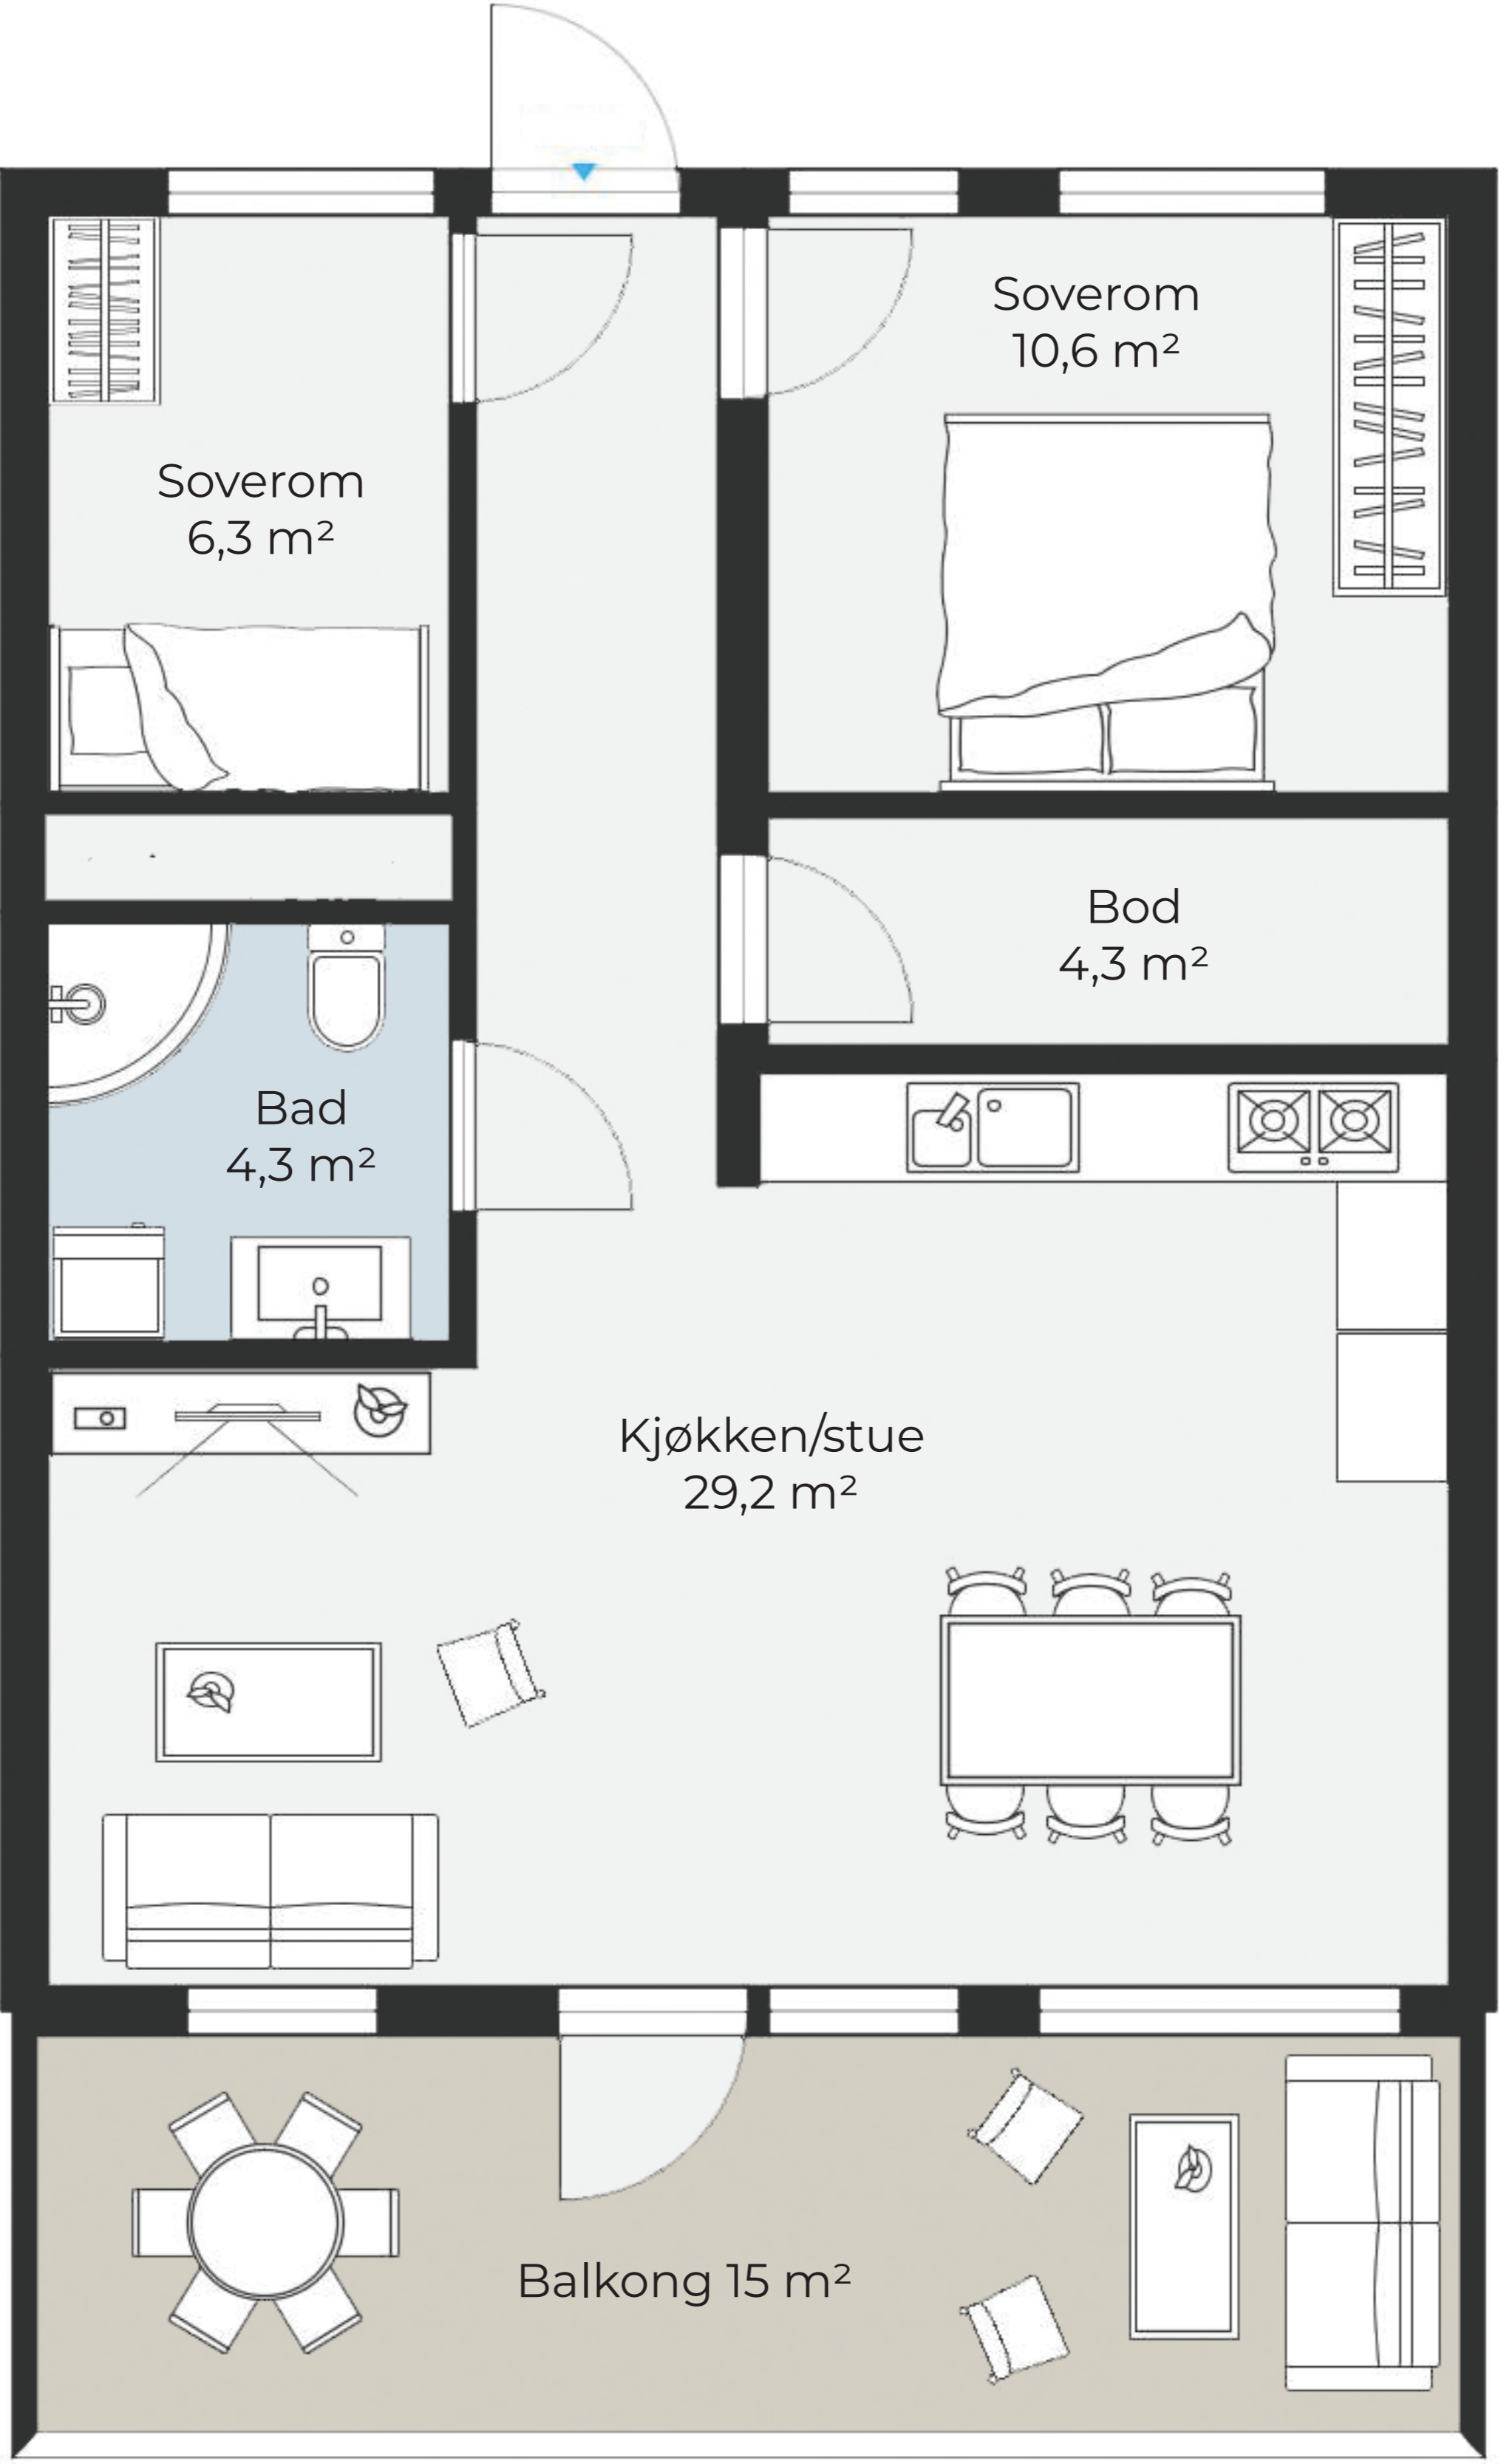 Soverom
10,6 m²
Soverom
6,3 m²
Bod
4,3 m²
Bad
4,3 m²
Kjøkken/stue
29,2 m²
Balkong 15 m²